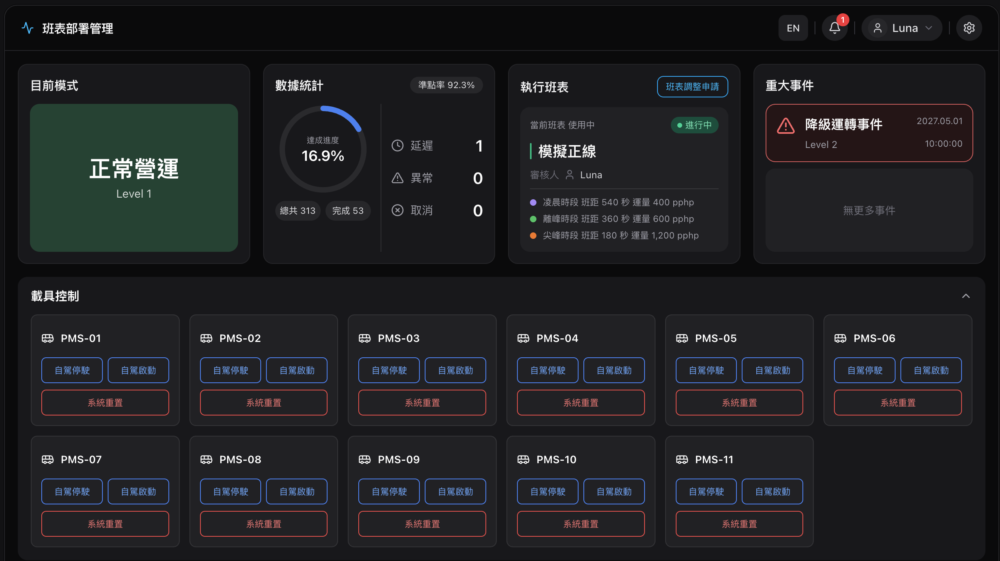 班表部署管理
EN
1
Luna
目前模式
正常營運
Level 1
數據統計
準點率 92.3%
達成進度
16.9%
總共 313
完成 53
延遲 1
異常 0
取消 0
執行班表
班表調整申請
當前班表 使用中
進行中
模擬正線
審核人 Luna
凌晨時段 班距 540 秒 運量 400 pphp
離峰時段 班距 360 秒 運量 600 pphp
尖峰時段 班距 180 秒 運量 1,200 pphp
重大事件
降級運轉事件 2027.05.01
Level 2 10:00:00
無更多事件
載具控制
PMS-01
自駕停駛 自駕啟動
系統重置
PMS-02
自駕停駛 自駕啟動
系統重置
PMS-03
自駕停駛 自駕啟動
系統重置
PMS-04
自駕停駛 自駕啟動
系統重置
PMS-05
自駕停駛 自駕啟動
系統重置
PMS-06
自駕停駛 自駕啟動
系統重置
PMS-07
自駕停駛 自駕啟動
系統重置
PMS-08
自駕停駛 自駕啟動
系統重置
PMS-09
自駕停駛 自駕啟動
系統重置
PMS-10
自駕停駛 自駕啟動
系統重置
PMS-11
自駕停駛 自駕啟動
系統重置